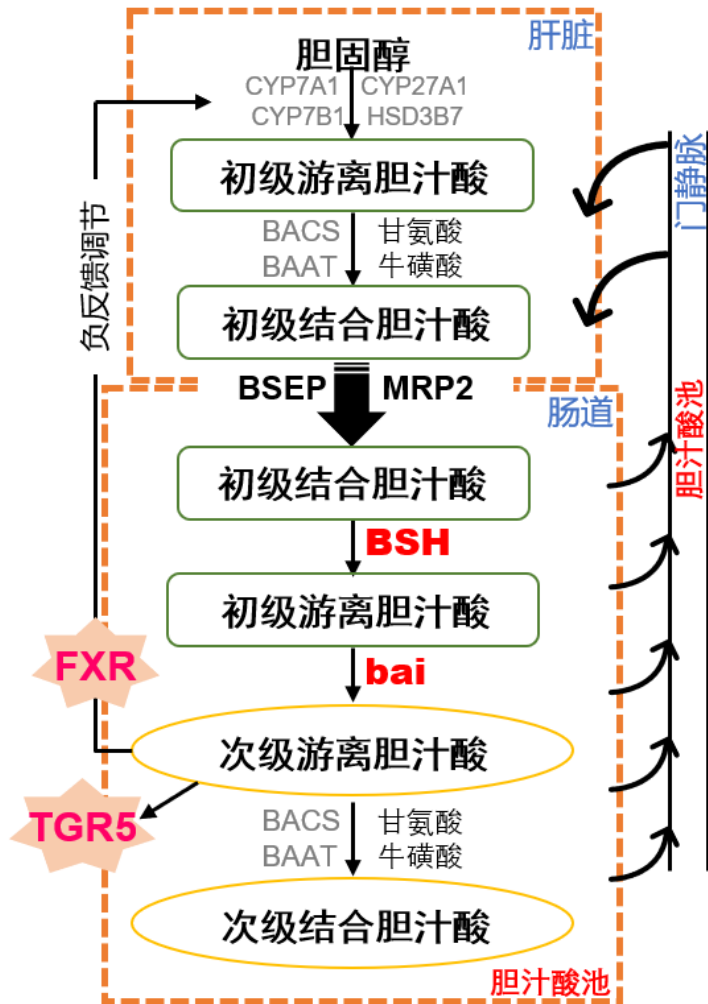 肝脏
胆固醇
CYP7A1 CYP27A1
CYP7B1 HSD3B7
初级游离胆汁酸
BACS 甘氨酸
BAAT 牛磺酸
初级结合胆汁酸
BSEP MRP2
肠道
初级结合胆汁酸
BSH
初级游离胆汁酸
bai
次级游离胆汁酸
BACS 甘氨酸
BAAT 牛磺酸
次级结合胆汁酸
胆汁酸池
负反馈调节
FXR
TGR5
门静脉
胆汁酸池